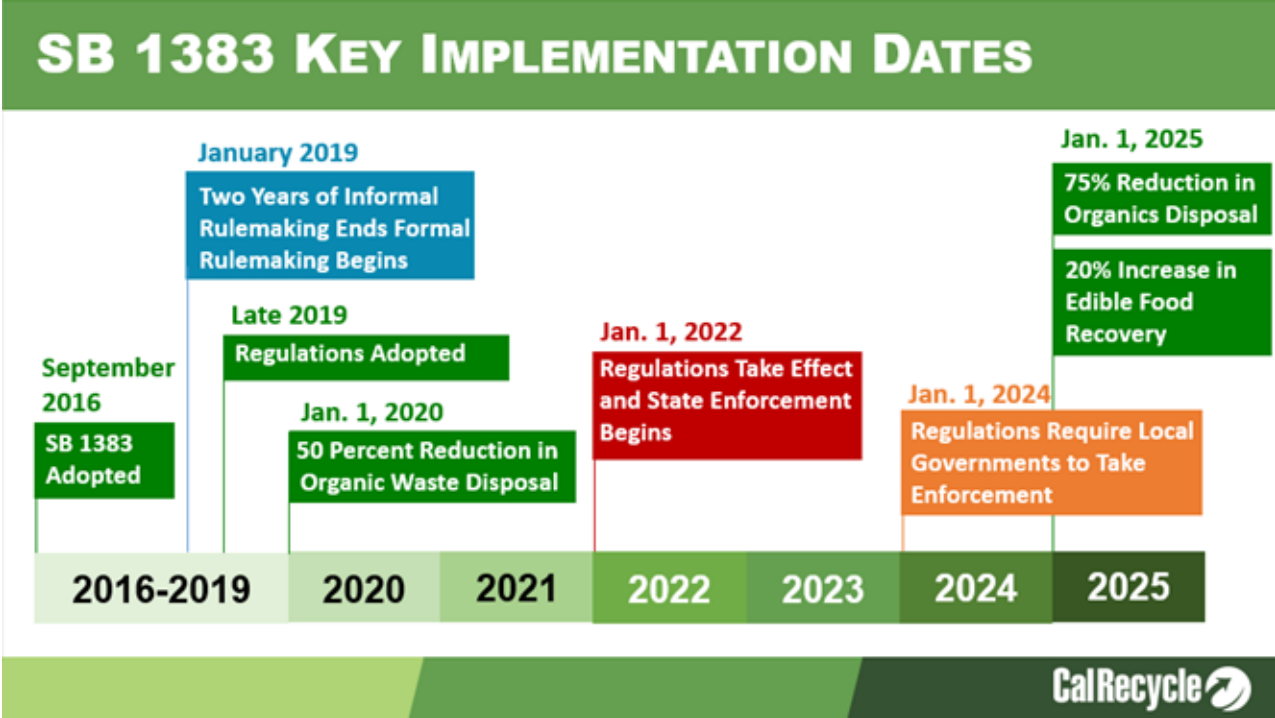 SB 1383 KEY IMPLEMENTATION DATES
September
2016
SB 1383
Adopted
January 2019
Two Years of Informal
Rulemaking Ends Formal
Rulemaking Begins
Late 2019
Regulations Adopted
Jan. 1, 2020
50 Percent Reduction in
Organic Waste Disposal
Jan. 1, 2022
Regulations Take Effect
and State Enforcement
Begins
Jan. 1, 2024
Regulations Require Local
Governments to Take
Enforcement
Jan. 1, 2025
75% Reduction in
Organics Disposal
20% Increase in
Edible Food
Recovery
2016-2019 2020 2021 2022 2023 2024 2025
CalRecycle